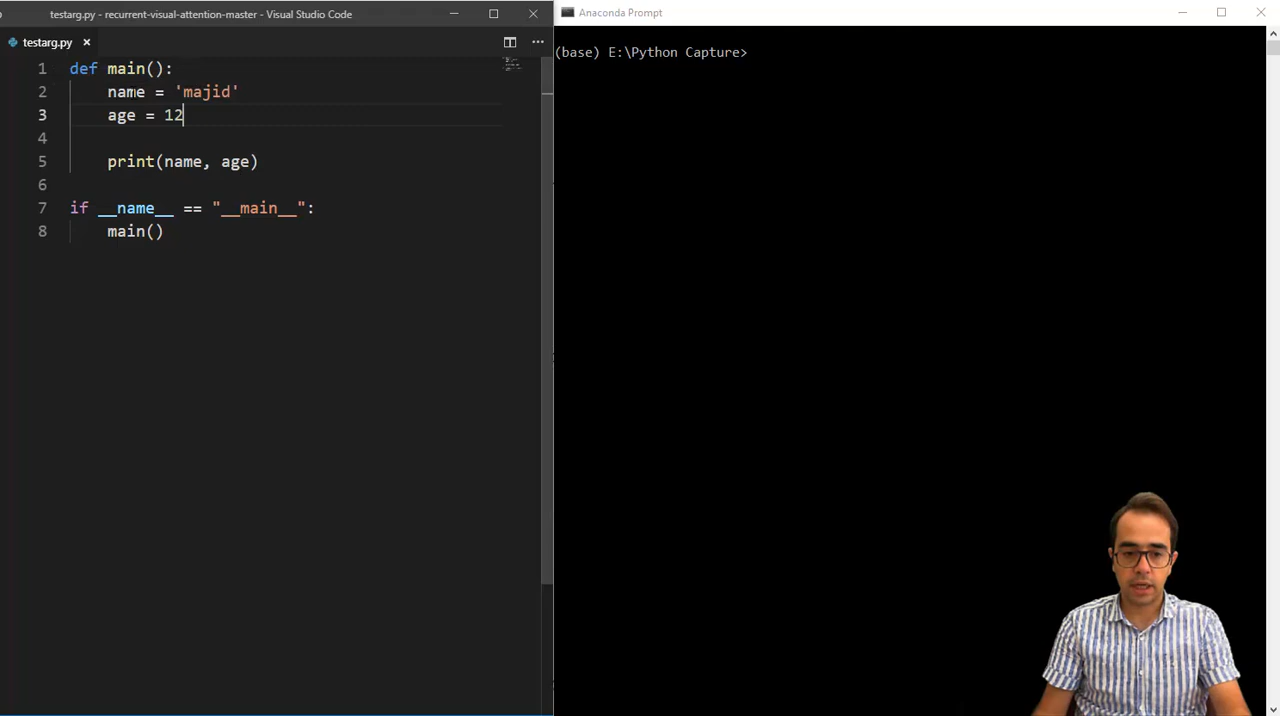 testarg.py - recurrent-visual-attention-master - Visual Studio Code
testarg.py
1 def main():
2 name = 'majid'
3 age = 12
4
5 print(name, age)
6
7 if __name__ == "__main__":
8 main()
Anaconda Prompt
(base) E:\Python Capture>